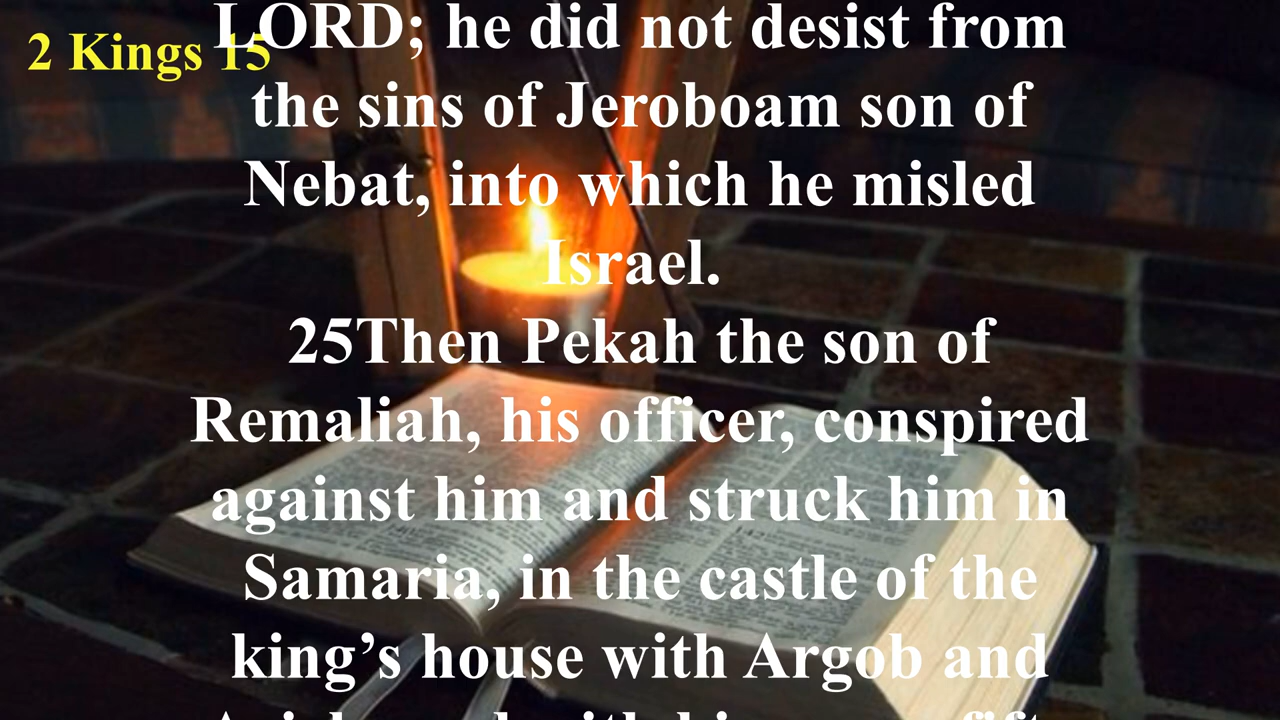 2 Kings 15
LORD; he did not desist from
the sins of Jeroboam son of
Nebat, into which he misled
Israel.
25Then Pekah the son of
Remaliah, his officer, conspired
against him and struck him in
Samaria, in the castle of the
king’s house with Argob and